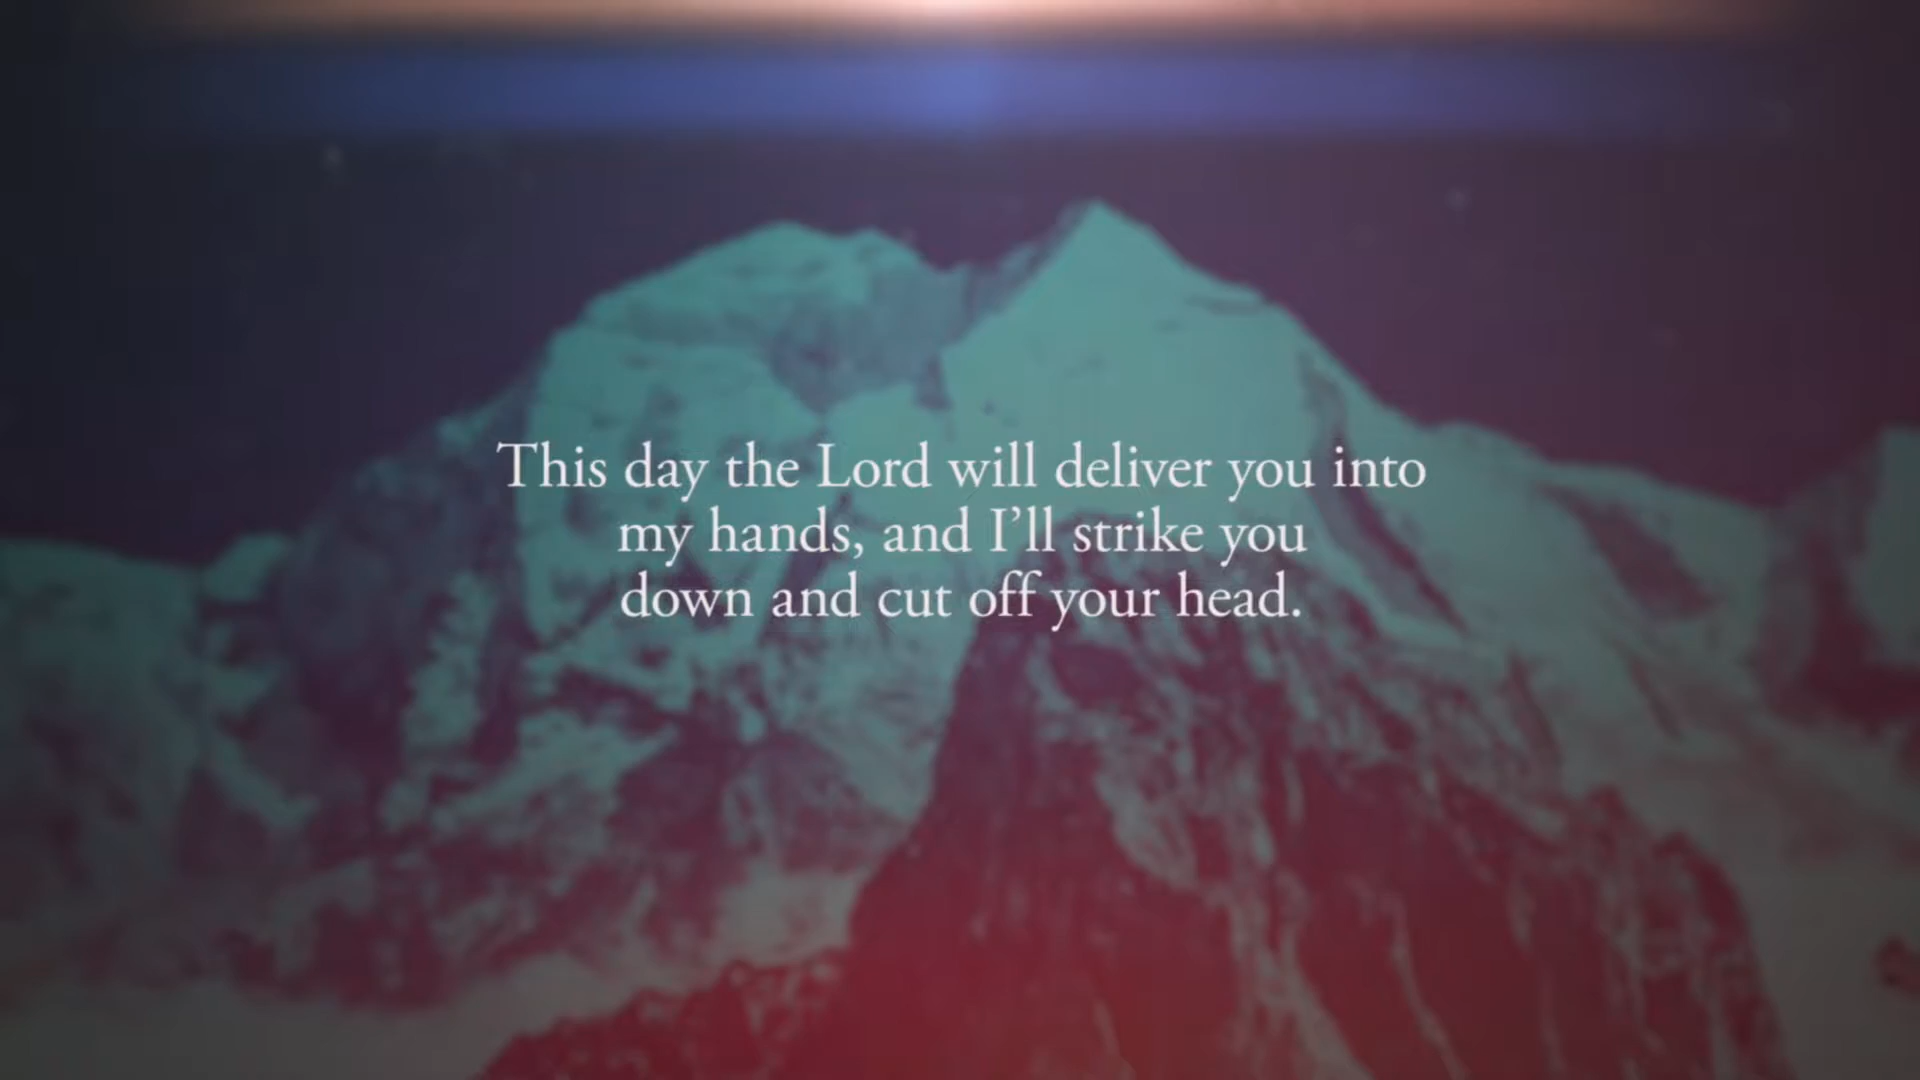 This day the Lord will deliver you into
my hands, and I’ll strike you
down and cut off your head.